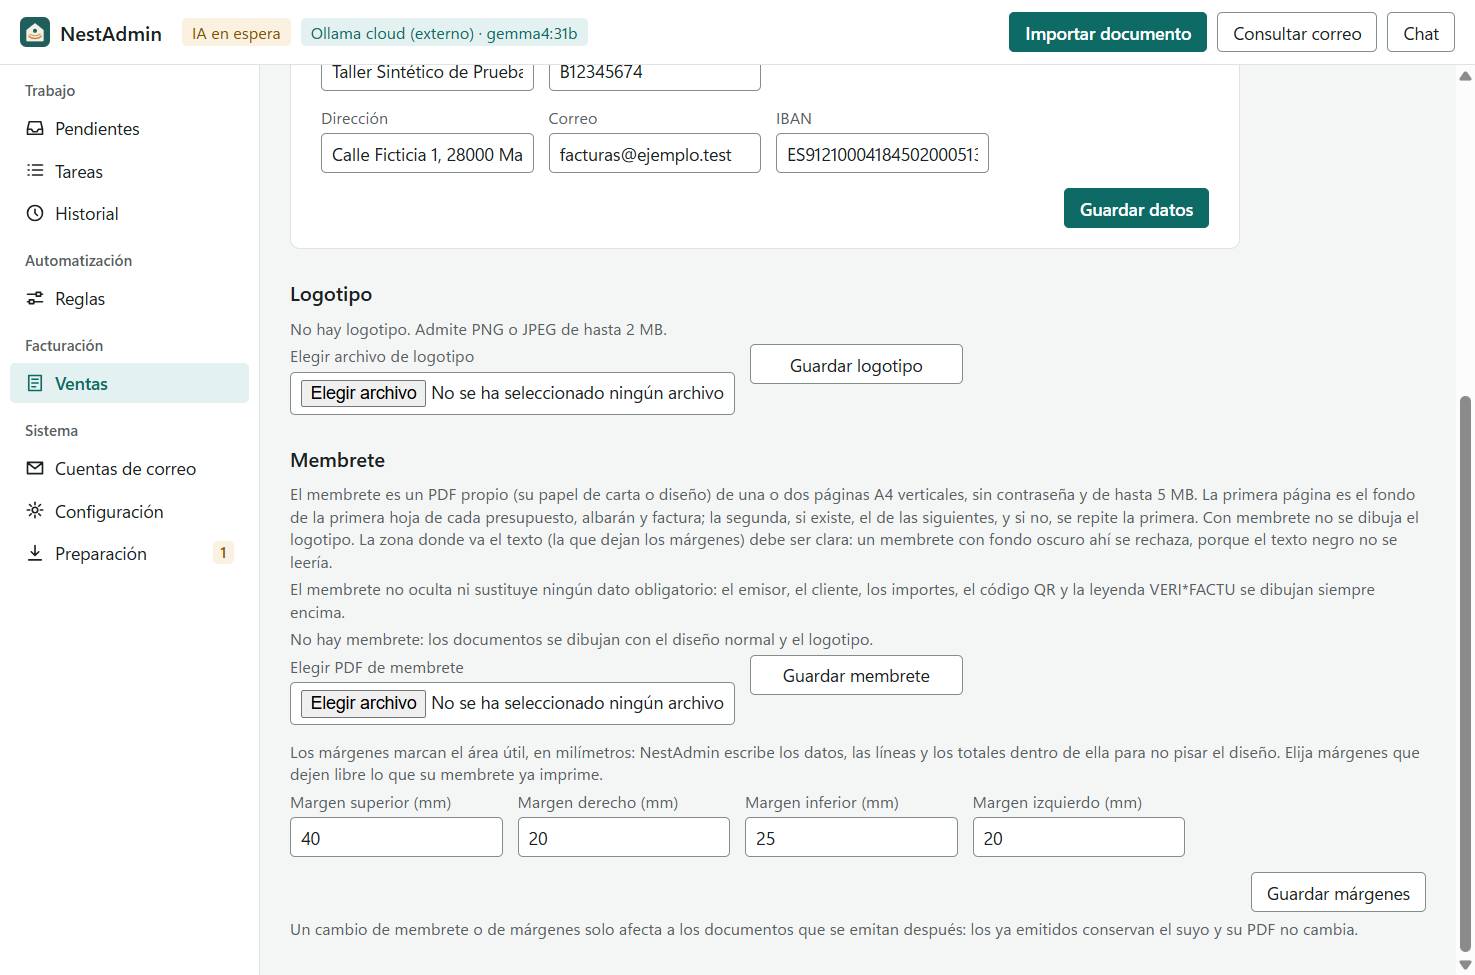 NestAdmin
IA en espera
Ollama cloud (externo) · gemma4:31b
Importar documento
Consultar correo
Chat
Trabajo
Pendientes
Tareas
Historial
Automatización
Reglas
Facturación
Ventas
Sistema
Cuentas de correo
Configuración
Preparación
1
Taller Sintético de Prueba
B12345674
Dirección
Correo
IBAN
Calle Ficticia 1, 28000 Ma
facturas@ejemplo.test
ES9121000418450200051
Guardar datos
Logotipo
No hay logotipo. Admite PNG o JPEG de hasta 2 MB.
Elegir archivo de logotipo
Guardar logotipo
Elegir archivo No se ha seleccionado ningún archivo
Membrete
El membrete es un PDF propio (su papel de carta o diseño) de una o dos páginas A4 verticales, sin contraseña y de hasta 5 MB. La primera página es el fondo
de la primera hoja de cada presupuesto, albarán y factura; la segunda, si existe, el de las siguientes, y si no, se repite la primera. Con membrete no se dibuja el
logotipo. La zona donde va el texto (la que dejan los márgenes) debe ser clara: un membrete con fondo oscuro ahí se rechaza, porque el texto negro no se
leería.
El membrete no oculta ni sustituye ningún dato obligatorio: el emisor, el cliente, los importes, el código QR y la leyenda VERI*FACTU se dibujan siempre
encima.
No hay membrete: los documentos se dibujan con el diseño normal y el logotipo.
Elegir PDF de membrete
Guardar membrete
Elegir archivo No se ha seleccionado ningún archivo
Los márgenes marcan el área útil, en milímetros: NestAdmin escribe los datos, las líneas y los totales dentro de ella para no pisar el diseño. Elija márgenes que
dejen libre lo que su membrete ya imprime.
Margen superior (mm)
Margen derecho (mm)
Margen inferior (mm)
Margen izquierdo (mm)
40
20
25
20
Guardar márgenes
Un cambio de membrete o de márgenes solo afecta a los documentos que se emitan después: los ya emitidos conservan el suyo y su PDF no cambia.